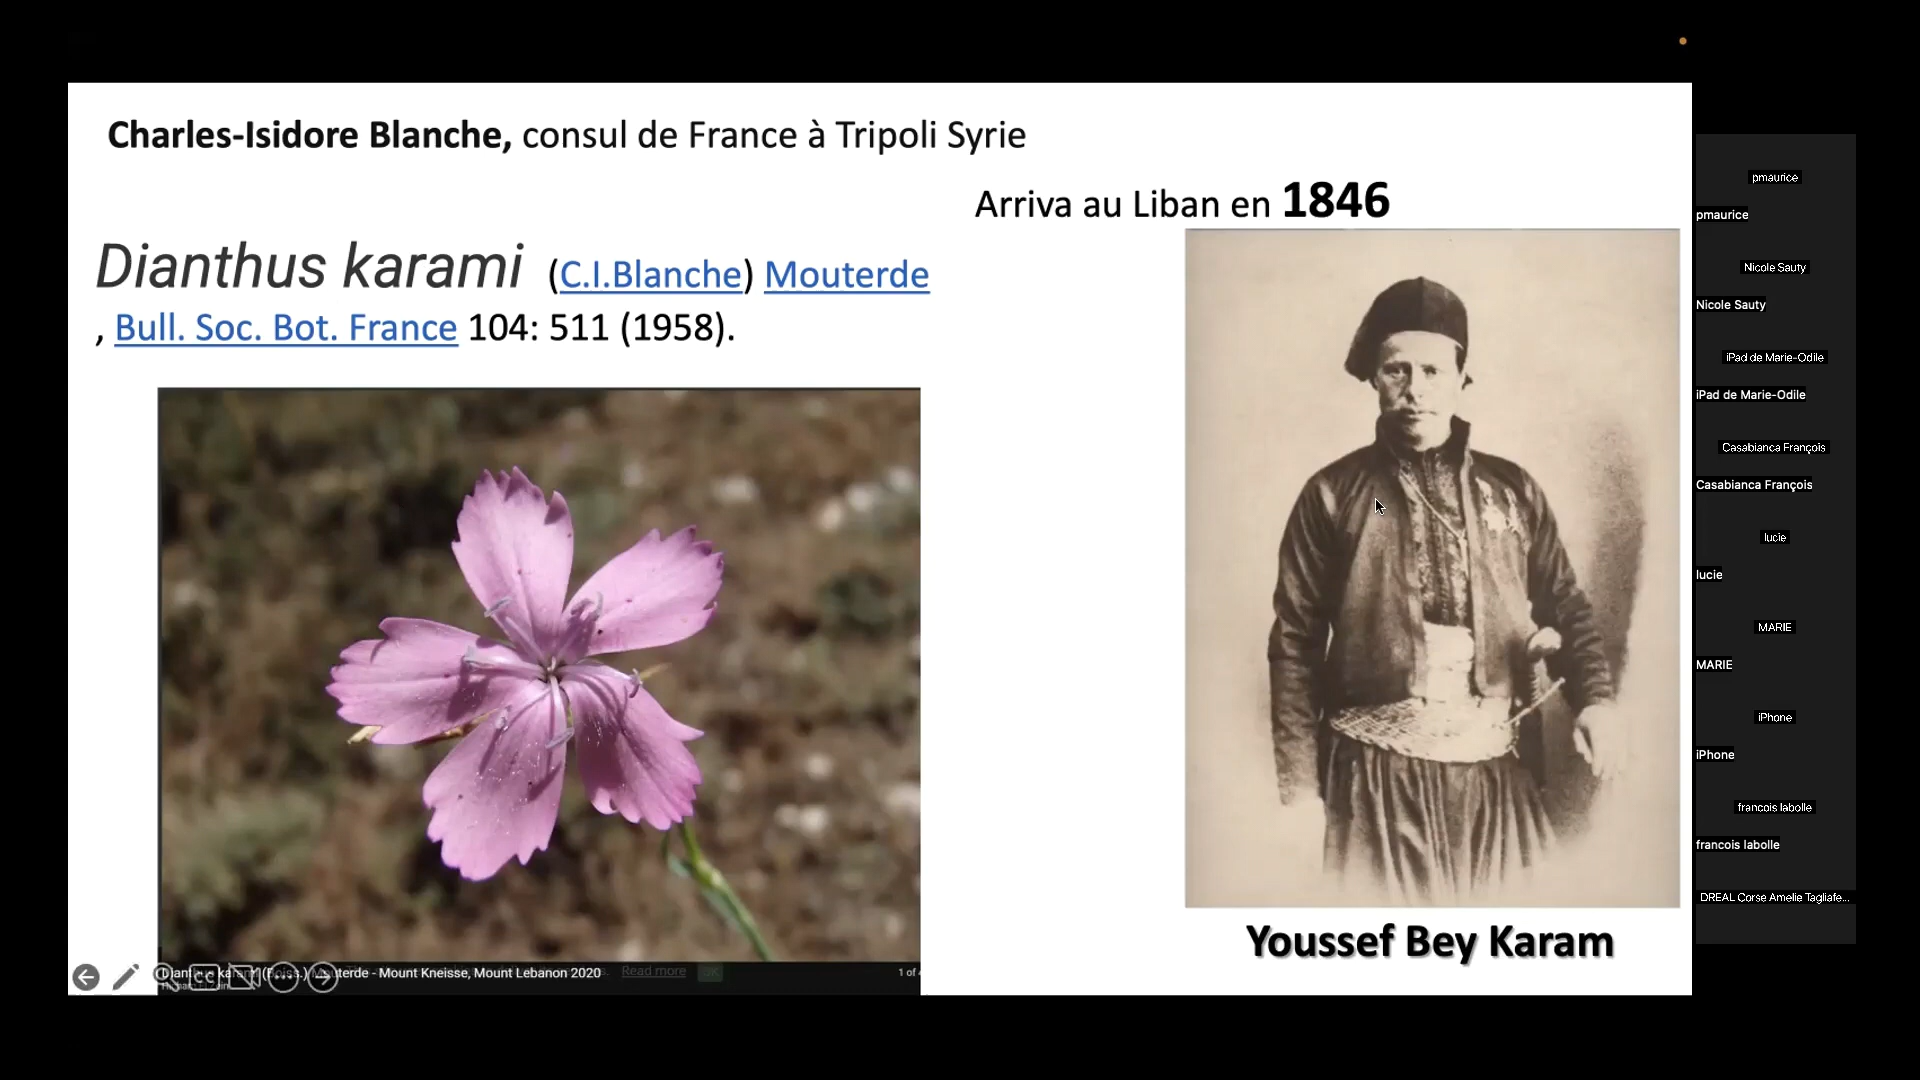 Charles-Isidore Blanche, consul de France à Tripoli Syrie
Arriva au Liban en 1846
Dianthus karami (C.I.Blanche) Mouterde
, Bull. Soc. Bot. France 104: 511 (1958).
Dianthus karami (Boiss.) Mouterde - Mount Kneisse, Mount Lebanon 2020
Read more
OK
1 of
Youssef Bey Karam
pmaurice
pmaurice
Nicole Sauty
Nicole Sauty
iPad de Marie-Odile
iPad de Marie-Odile
Casabianca François
Casabianca François
lucie
lucie
MARIE
MARIE
iPhone
iPhone
francois labolle
francois labolle
DREAL Corse Amelie Tagliafe...